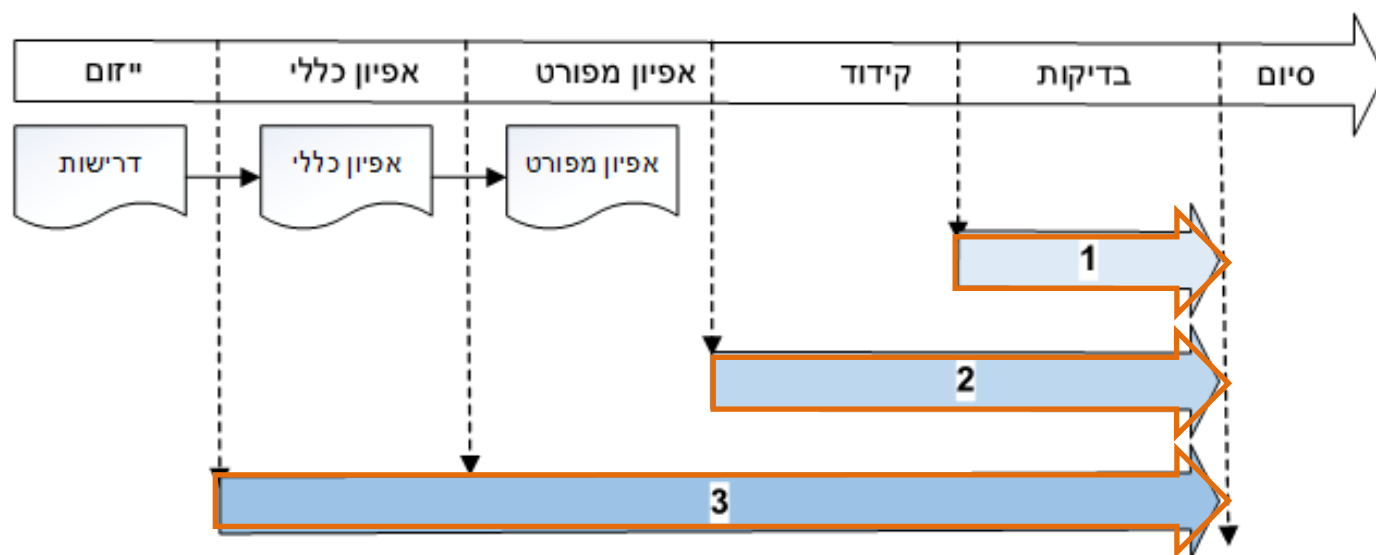 ייזום
אפיון כללי
אפיון מפורט
קידוד
בדיקות
סיום
דרישות
אפיון כללי
אפיון מפורט
1
2
3